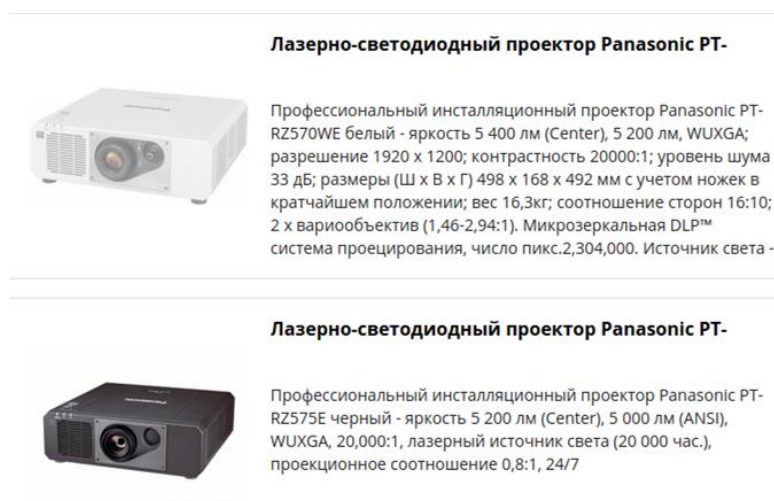 Лазерно-светодиодный проектор Panasonic PT-
Профессиональный инсталляционный проектор Panasonic PT-
RZ570WE белый - яркость 5 400 лм (Center), 5 200 лм, WUXGA;
разрешение 1920 x 1200; контрастность 20000:1; уровень шума
33 дБ; размеры (Ш x В x Г) 498 x 168 x 492 мм с учетом ножек в
кратчайшем положении; вес 16,3кг; соотношение сторон 16:10;
2 x вариообъектив (1,46-2,94:1). Микрозеркальная DLP™
система проецирования, число пикс.2,304,000. Источник света -
Лазерно-светодиодный проектор Panasonic PT-
Профессиональный инсталляционный проектор Panasonic PT-
RZ575E черный - яркость 5 200 лм (Center), 5 000 лм (ANSI),
WUXGA, 20,000:1, лазерный источник света (20 000 час.),
проекционное соотношение 0,8:1, 24/7